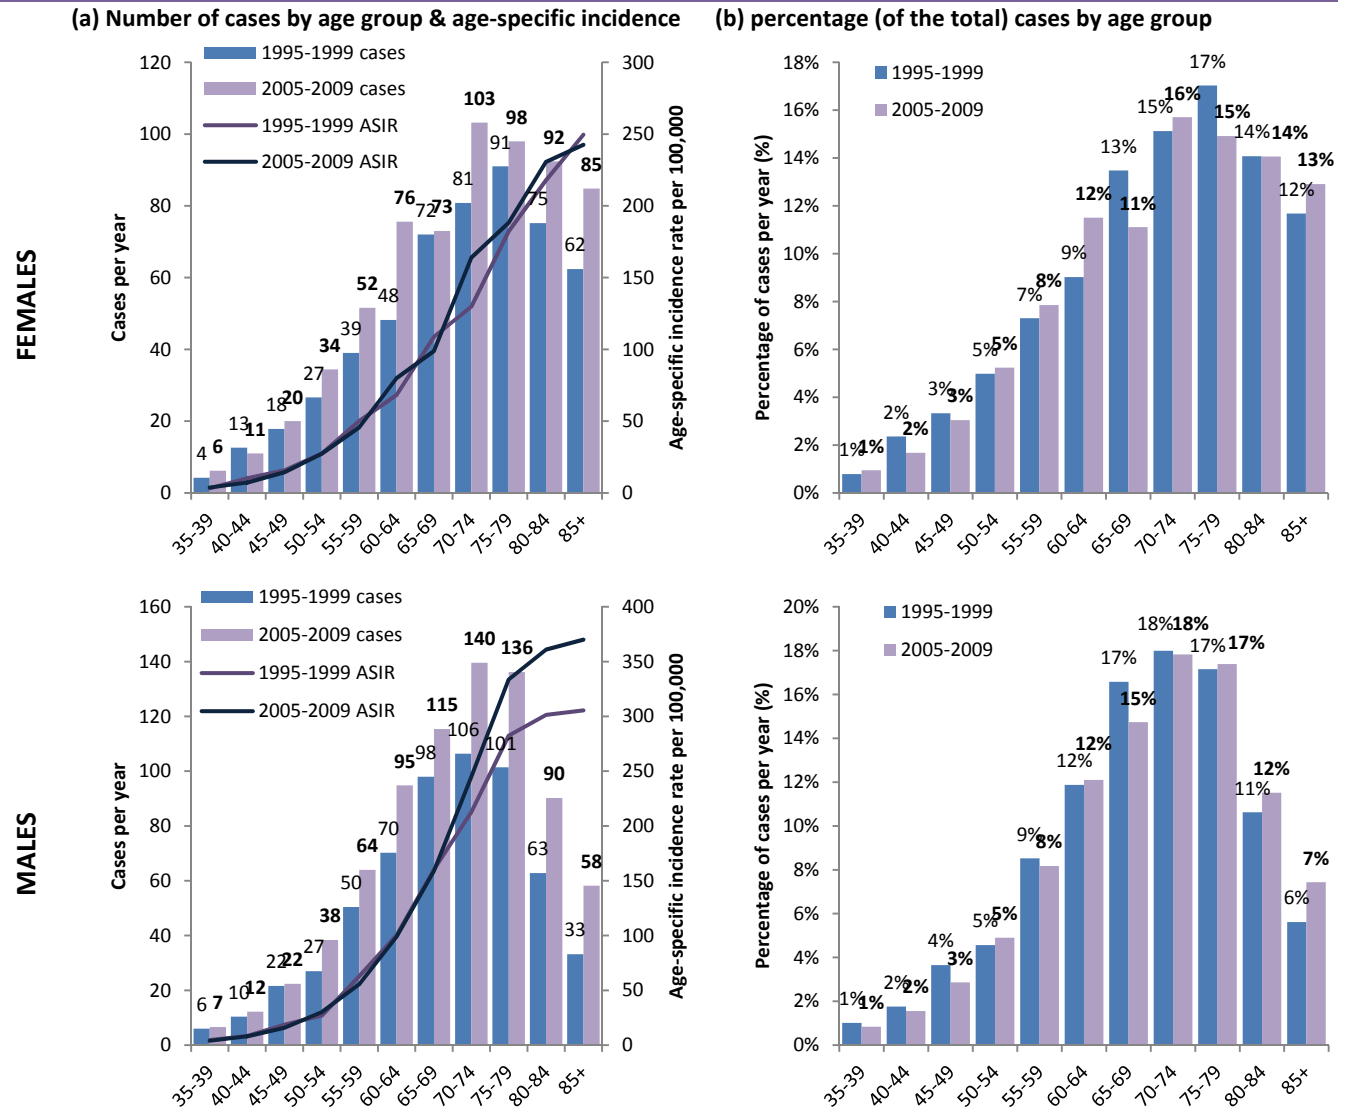 (a) Number of cases by age group & age-specific incidence
(b) percentage (of the total) cases by age group
FEMALES
1995-1999 cases
2005-2009 cases
1995-1999 ASIR
2005-2009 ASIR
Cases per year
120
100
80
60
40
20
0
Age-specific incidence rate per 100,000
300
250
200
150
100
50
0
4 6 13 11 18 20 27 34 39 52 48 76 72 73 81 103 91 98 75 92 62 85
35-39 40-44 45-49 50-54 55-59 60-64 65-69 70-74 75-79 80-84 85+
1995-1999
2005-2009
Percentage of cases per year (%)
18%
16%
14%
12%
10%
8%
6%
4%
2%
0%
1% 1% 2% 2% 3% 3% 5% 5% 7% 8% 9% 12% 13% 11% 15% 16% 17% 15% 14% 14% 12% 13%
35-39 40-44 45-49 50-54 55-59 60-64 65-69 70-74 75-79 80-84 85+
MALES
1995-1999 cases
2005-2009 cases
1995-1999 ASIR
2005-2009 ASIR
Cases per year
160
140
120
100
80
60
40
20
0
Age-specific incidence rate per 100,000
400
350
300
250
200
150
100
50
0
6 7 10 12 22 22 27 38 50 64 70 95 98 115 106 140 101 136 63 90 33 58
35-39 40-44 45-49 50-54 55-59 60-64 65-69 70-74 75-79 80-84 85+
1995-1999
2005-2009
Percentage of cases per year (%)
20%
18%
16%
14%
12%
10%
8%
6%
4%
2%
0%
1% 1% 2% 2% 4% 3% 5% 5% 9% 8% 12% 12% 17% 15% 18% 18% 17% 17% 11% 12% 6% 7%
35-39 40-44 45-49 50-54 55-59 60-64 65-69 70-74 75-79 80-84 85+